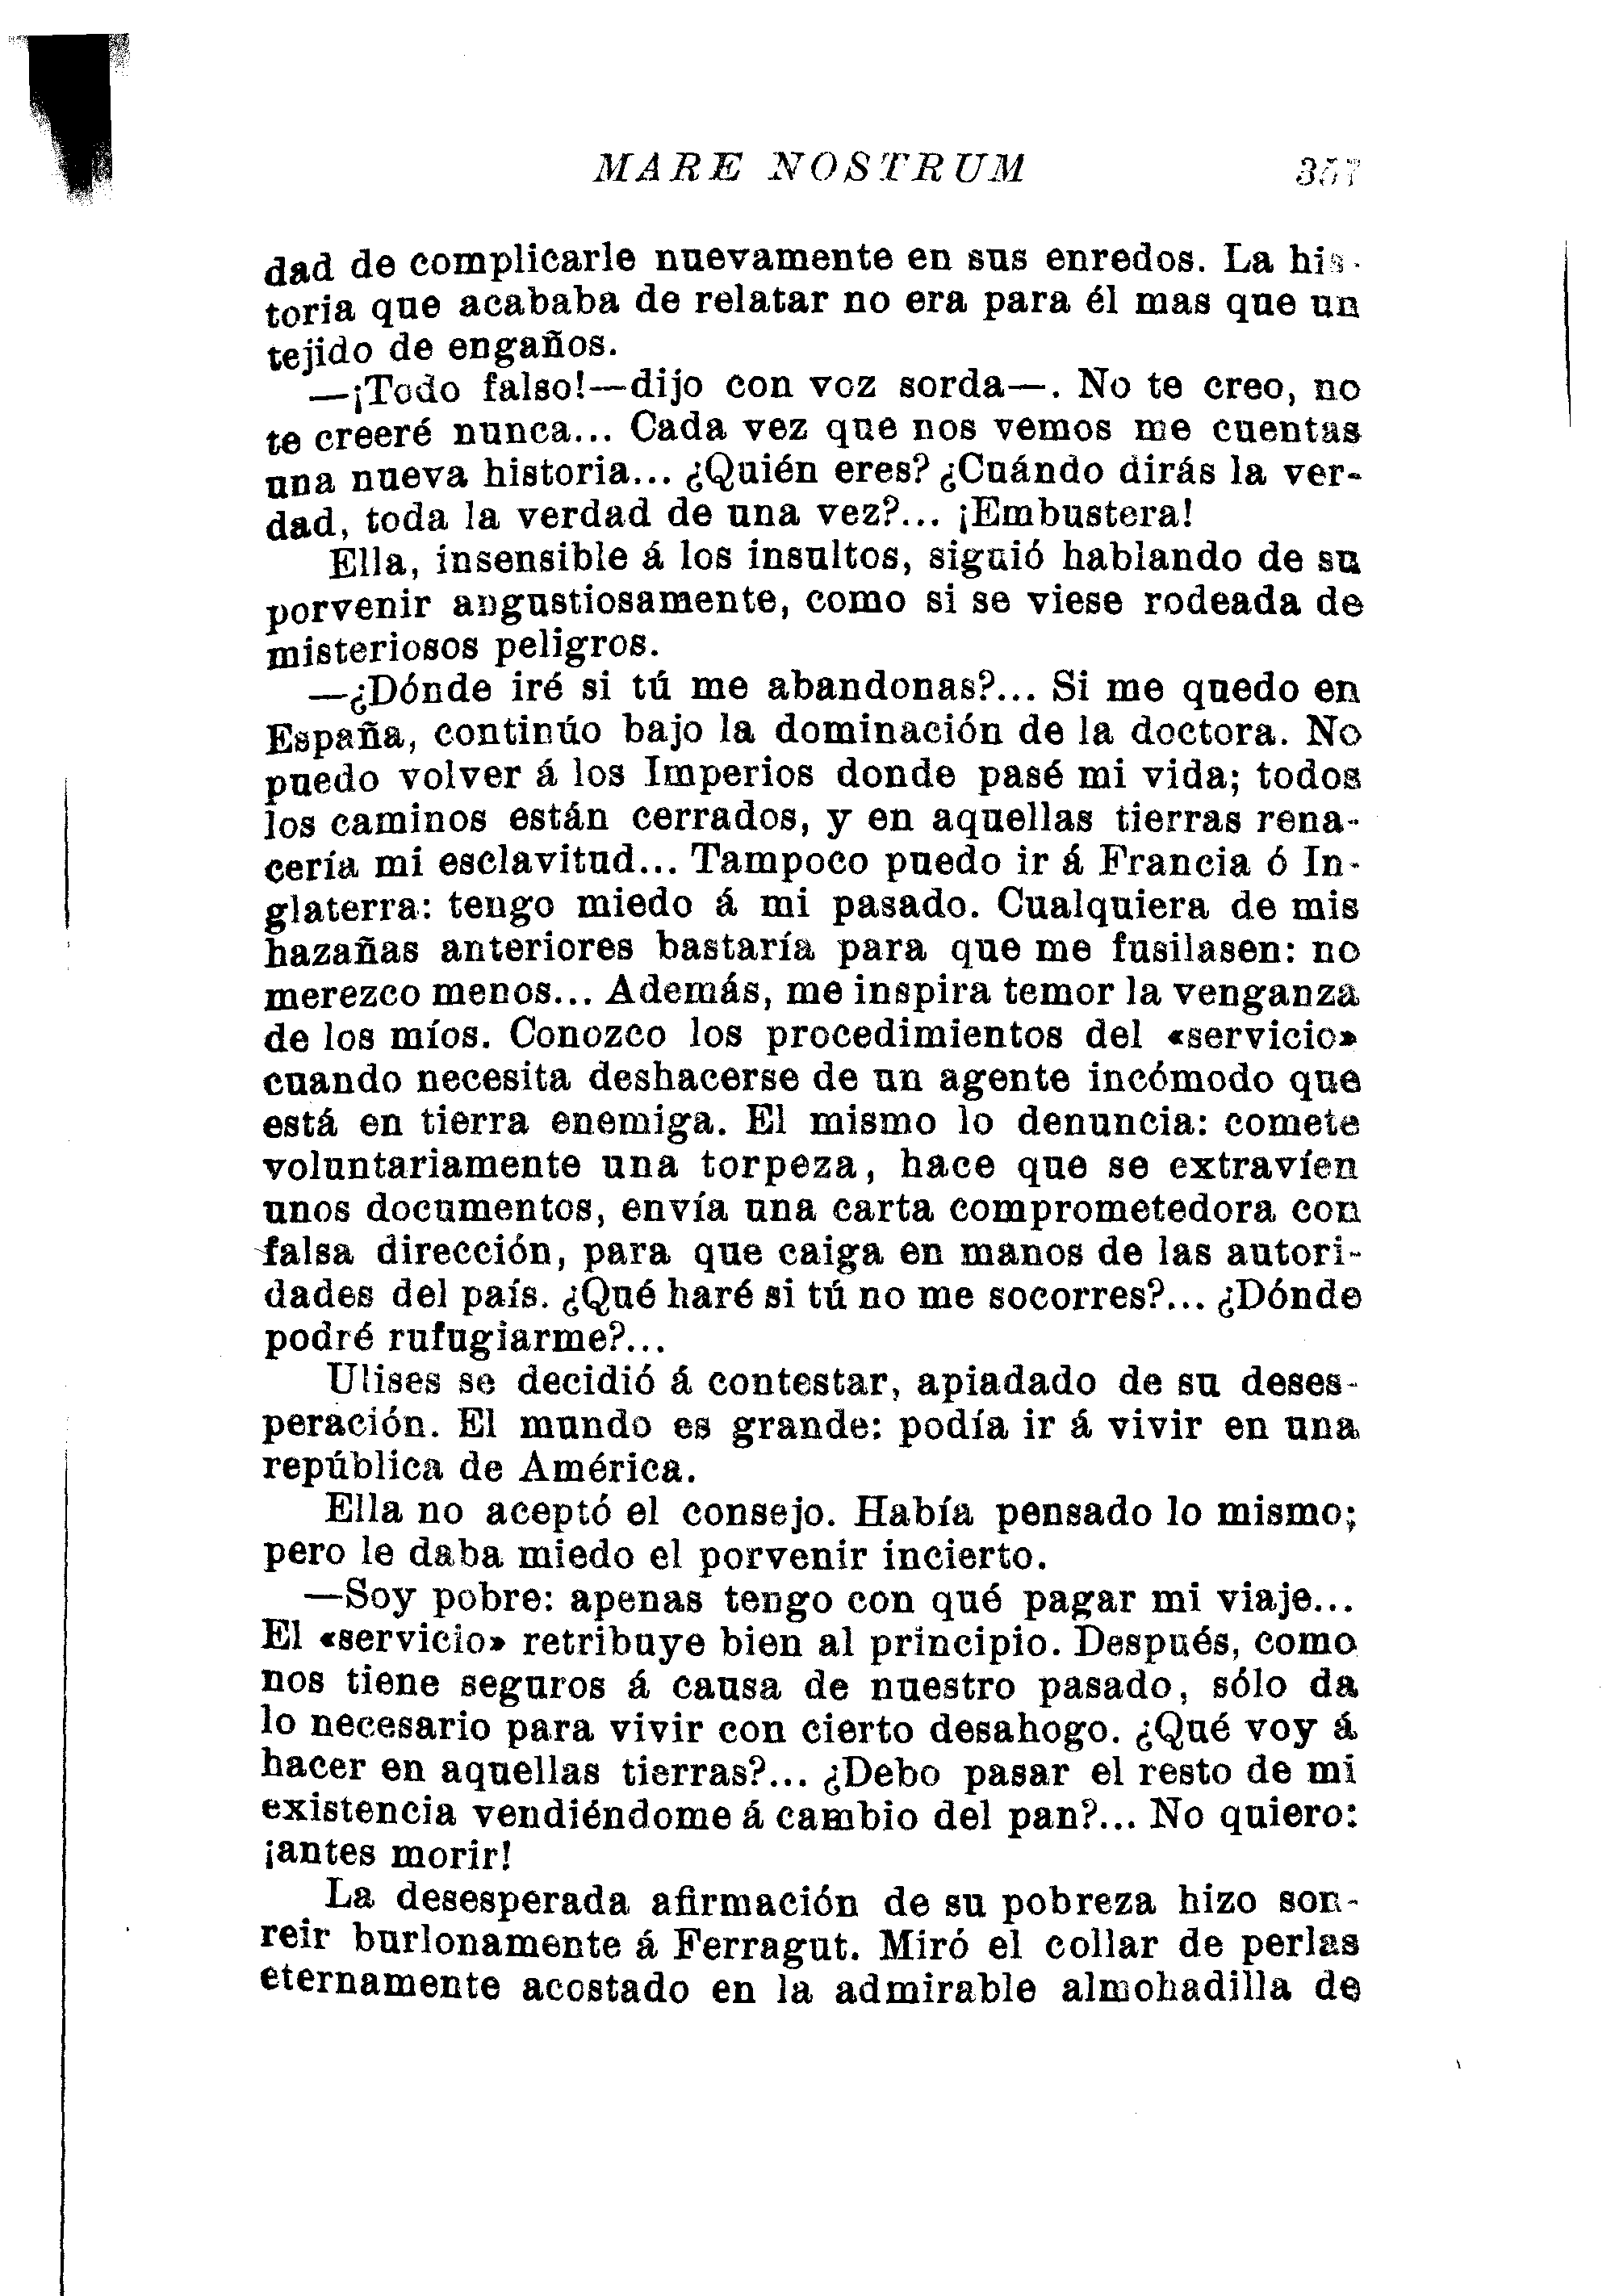 MARE NOSTRUM 357
dad de complicarle nuevamente en sus enredos. La his-
toria que acababa de relatar no era para él mas que un
tejido de engaños.
—¡Todo falso!—dijo con voz sorda—. No te creo, no
te creeré nunca... Cada vez que nos vemos me cuentas
una nueva historia... ¿Quién eres? ¿Cuándo dirás la ver-
dad, toda la verdad de una vez?... ¡Embustera!
Ella, insensible á los insultos, siguió hablando de su
porvenir angustiosamente, como si se viese rodeada de
misteriosos peligros.
—¿Dónde iré si tú me abandonas?... Si me quedo en
España, continúo bajo la dominación de la doctora. No
puedo volver á los Imperios donde pasé mi vida; todos
los caminos están cerrados, y en aquellas tierras rena-
cería mi esclavitud... Tampoco puedo ir á Francia ó In-
glaterra: tengo miedo á mi pasado. Cualquiera de mis
hazañas anteriores bastaría para que me fusilasen: no
merezco menos... Además, me inspira temor la venganza
de los míos. Conozco los procedimientos del «servicio»
cuando necesita deshacerse de un agente incómodo que
está en tierra enemiga. El mismo lo denuncia: comete
voluntariamente una torpeza, hace que se extravíen
unos documentos, envía una carta comprometedora con
falsa dirección, para que caiga en manos de las autori-
dades del país. ¿Qué haré si tú no me socorres?... ¿Dónde
podré rufugiarme?...
Ulises se decidió á contestar, apiadado de su deses-
peración. El mundo es grande: podía ir á vivir en una
república de América.
Ella no aceptó el consejo. Había pensado lo mismo;
pero le daba miedo el porvenir incierto.
—Soy pobre: apenas tengo con qué pagar mi viaje...
El «servicio» retribuye bien al principio. Después, como
nos tiene seguros á causa de nuestro pasado, sólo da
lo necesario para vivir con cierto desahogo. ¿Qué voy á
hacer en aquellas tierras?... ¿Debo pasar el resto de mi
existencia vendiéndome á cambio del pan?... No quiero:
¡antes morir!
La desesperada afirmación de su pobreza hizo son-
reir burlonamente á Ferragut. Miró el collar de perlas
eternamente acostado en la admirable almohadilla de